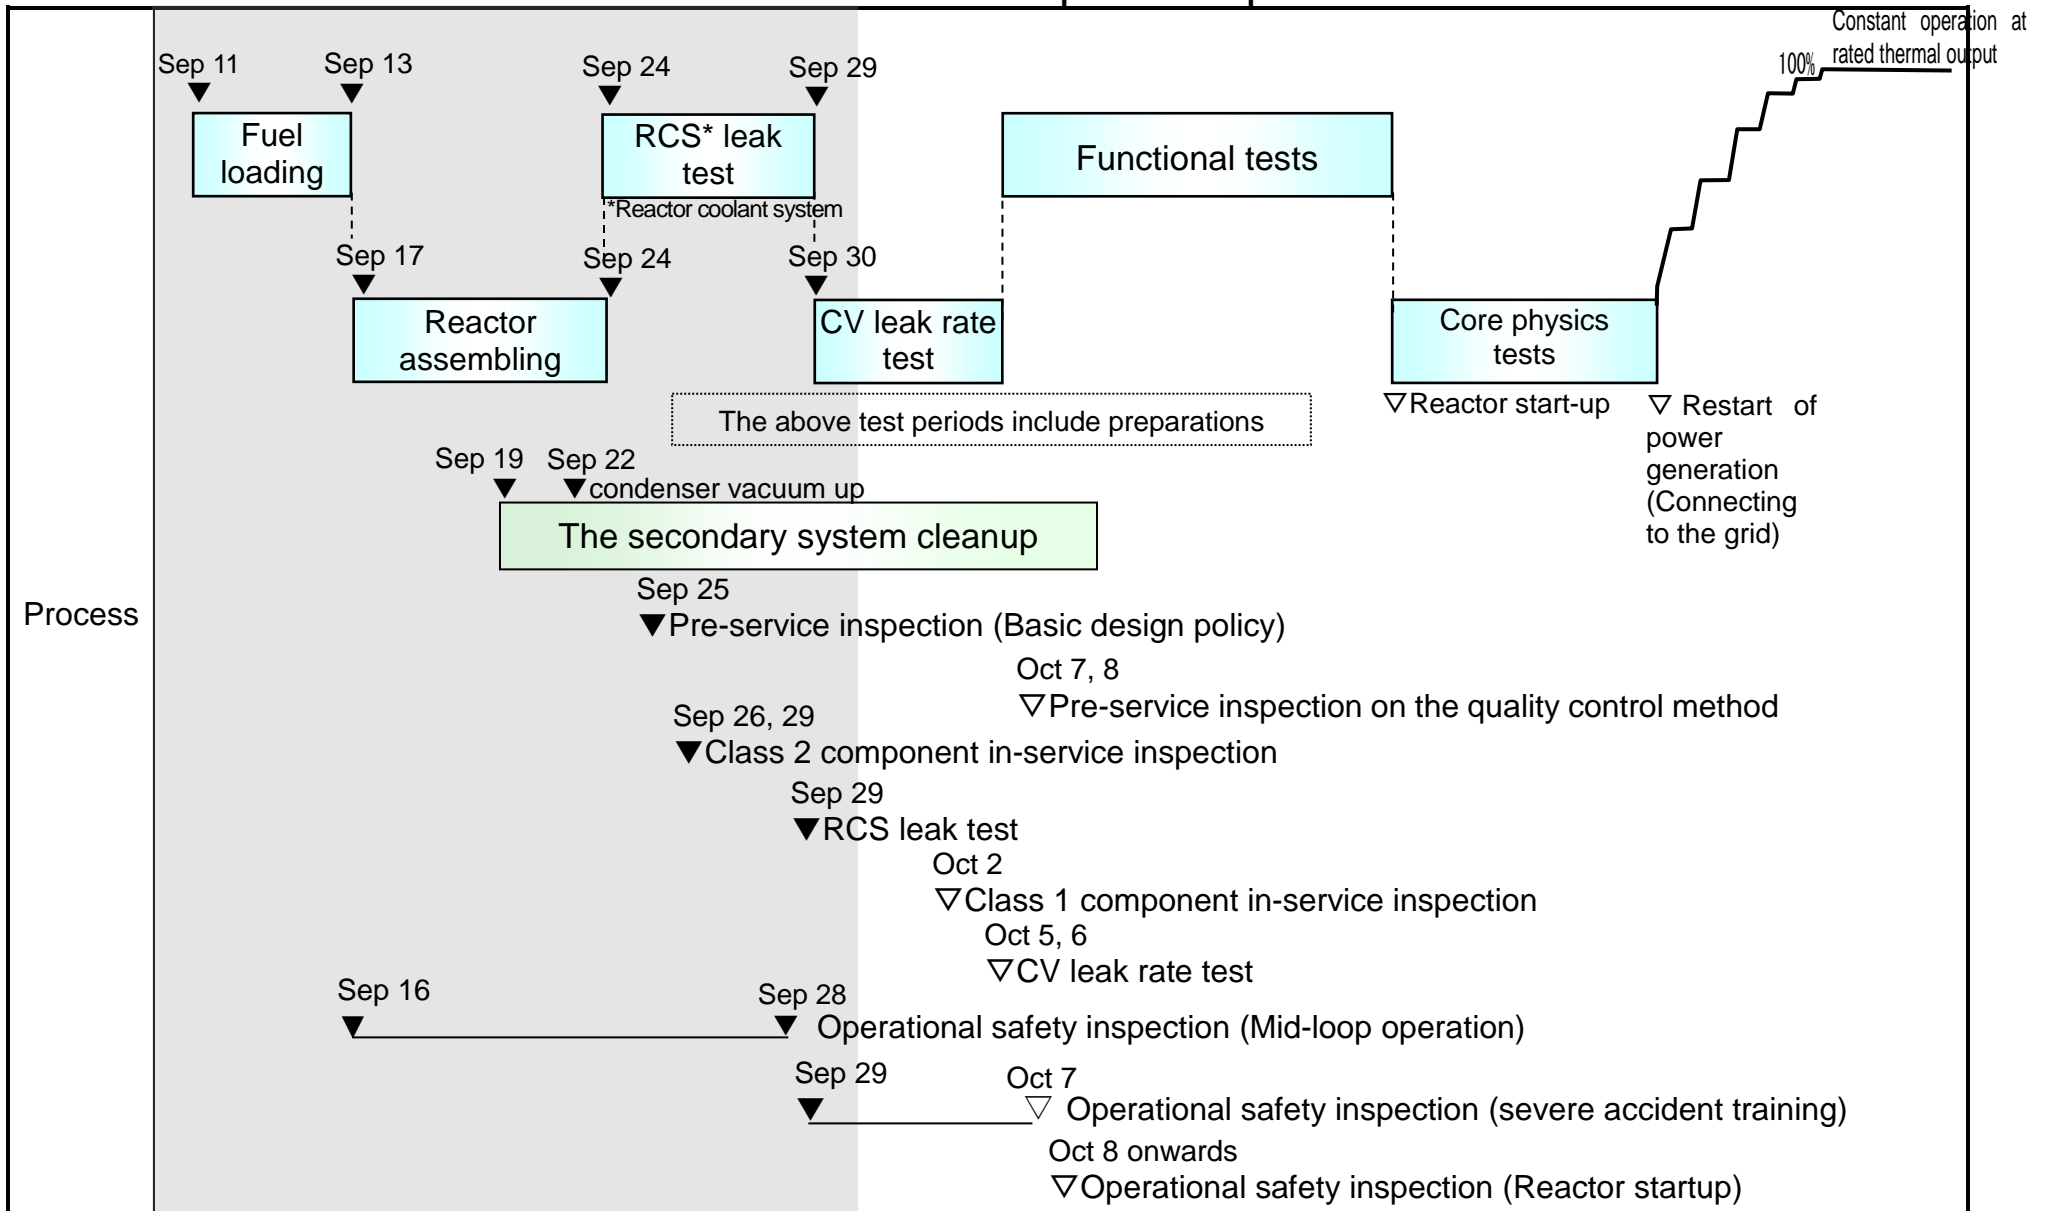 Constant operation at
rated thermal output
100%
Sep 11
Sep 13
Sep 24
Sep 29
Fuel
loading
RCS* leak
test
*Reactor coolant system
Functional tests
Sep 17
Sep 24
Sep 30
Reactor
assembling
CV leak rate
test
Core physics
tests
▽Reactor start-up
▽ Restart of
power
generation
(Connecting
to the grid)
The above test periods include preparations
Sep 19
Sep 22
▼condenser vacuum up
The secondary system cleanup
Process
Sep 25
▼Pre-service inspection (Basic design policy)
Oct 7, 8
▽Pre-service inspection on the quality control method
Sep 26, 29
▼Class 2 component in-service inspection
Sep 29
▼RCS leak test
Oct 2
▽Class 1 component in-service inspection
Oct 5, 6
▽CV leak rate test
Sep 16
Sep 28
Operational safety inspection (Mid-loop operation)
Sep 29
Oct 7
Operational safety inspection (severe accident training)
Oct 8 onwards
▽Operational safety inspection (Reactor startup)